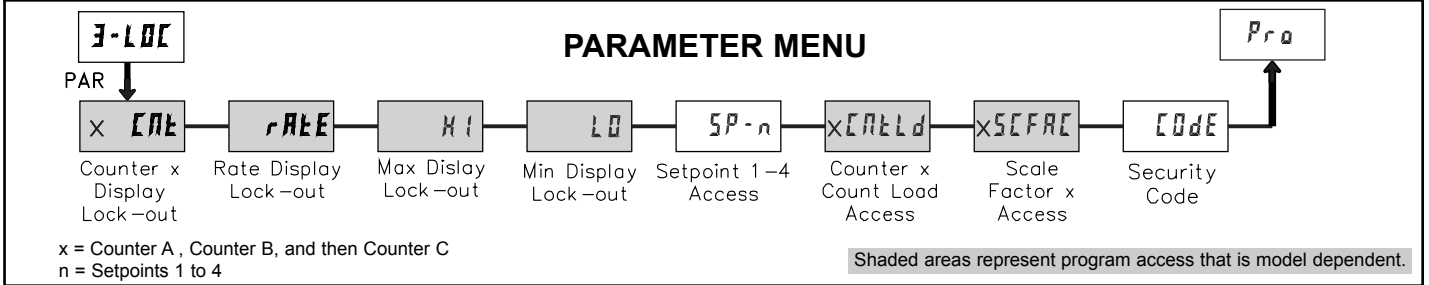 3-LOC
PARAMETER MENU
Pro
PAR
x CNt
rAtE
HI
LO
SP-n
xCNtLd
xSCFAC
COdE
Counter x
Display
Lock-out
Rate Display
Lock-out
Max Dislay
Lock-out
Min Display
Lock-out
Setpoint 1-4
Access
Counter x
Count Load
Access
Scale
Factor x
Access
Security
Code
x = Counter A , Counter B, and then Counter C
n = Setpoints 1 to 4
Shaded areas represent program access that is model dependent.